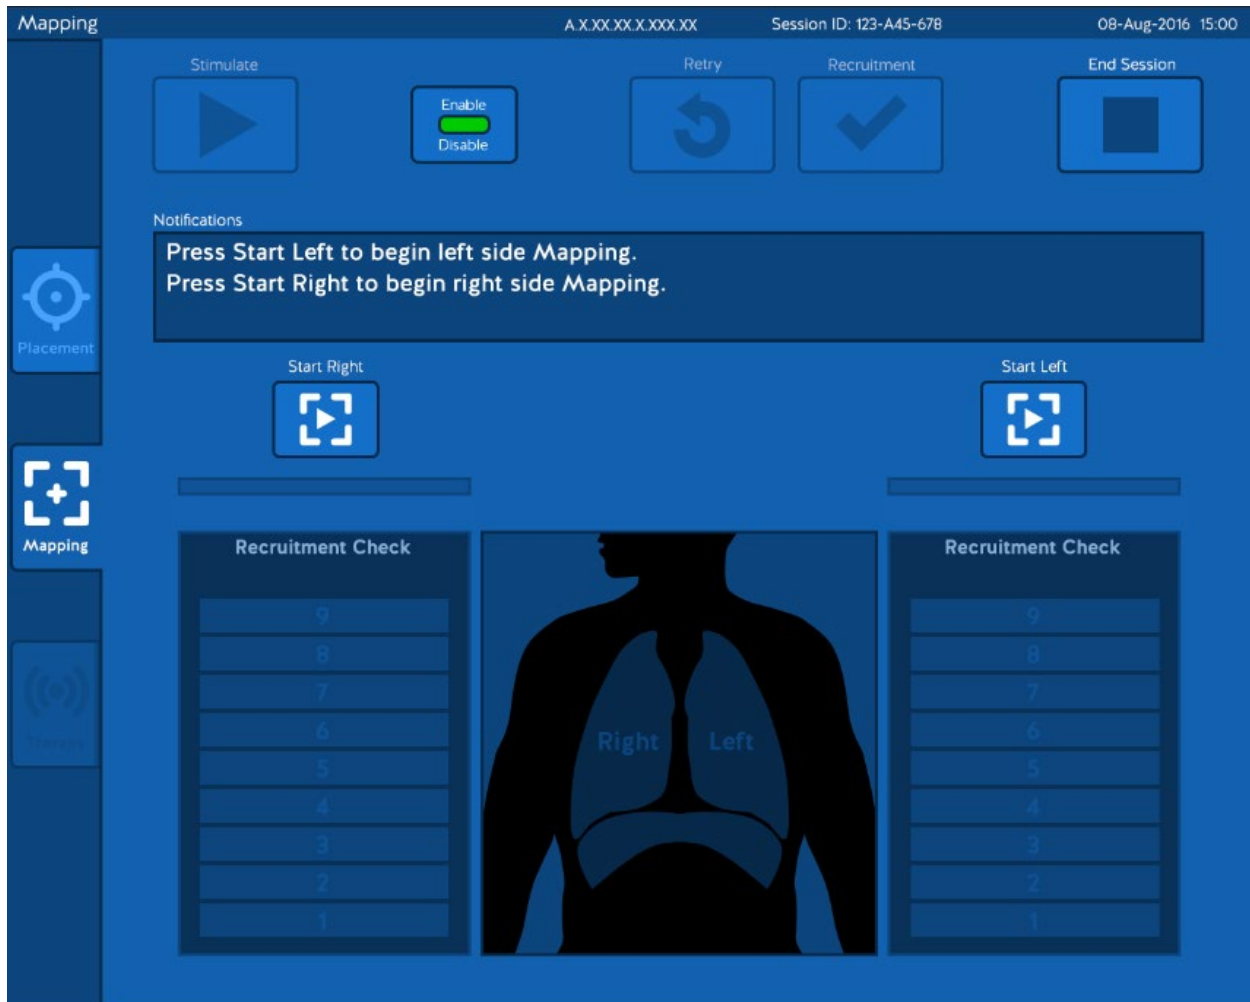 Mapping
A.X.XX.XX.X.XXX.XX
Session ID: 123-A45-678
08-Aug-2016 15:00
Stimulate
Enable
Disable
Retry
Recruitment
End Session
Notifications
Press Start Left to begin left side Mapping.
Press Start Right to begin right side Mapping.
Placement
Start Right
Start Left
Mapping
Recruitment Check
9
8
7
6
5
4
3
2
1
Right
Left
Recruitment Check
9
8
7
6
5
4
3
2
1
Therapy